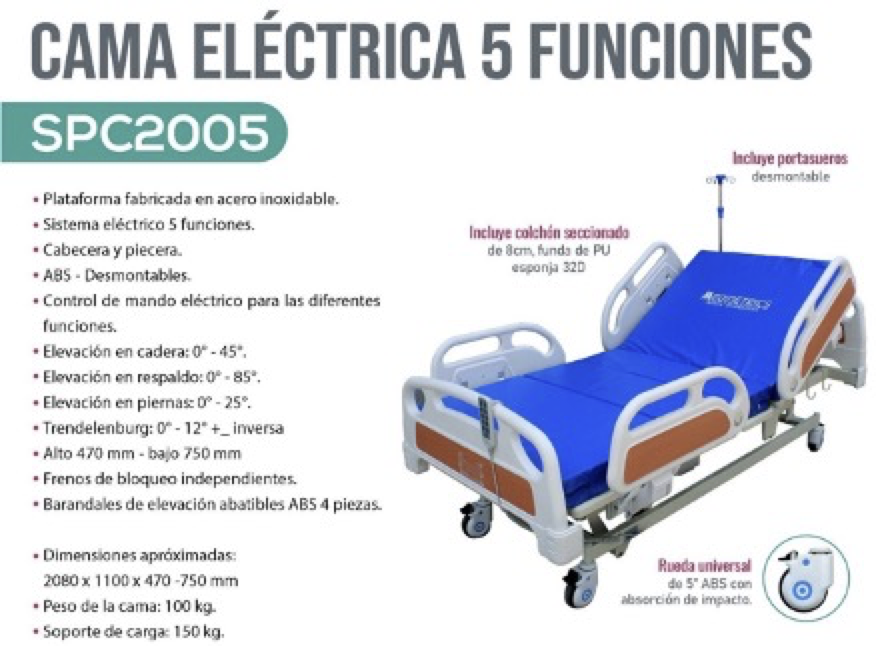 CAMA ELÉCTRICA 5 FUNCIONES
SPC2005
• Plataforma fabricada en acero inoxidable.
• Sistema eléctrico 5 funciones.
• Cabecera y piecera.
• ABS - Desmontables.
• Control de mando eléctrico para las diferentes
funciones.
• Elevación en cadera: 0° - 45°.
• Elevación en respaldo: 0° - 85°.
• Elevación en piernas: 0° - 25°.
• Trendelenburg: 0° - 12° +_ inversa
• Alto 470 mm - bajo 750 mm
• Frenos de bloqueo independientes.
• Barandales de elevación abatibles ABS 4 piezas.
• Dimensiones apróximadas:
2080 x 1100 x 470 -750 mm
• Peso de la cama: 100 kg.
• Soporte de carga: 150 kg.
Incluye portasueros
desmontable
Incluye colchón seccionado
de 8cm, funda de PU
esponja 32D
Rueda universal
de 5" ABS con
absorción de impacto.